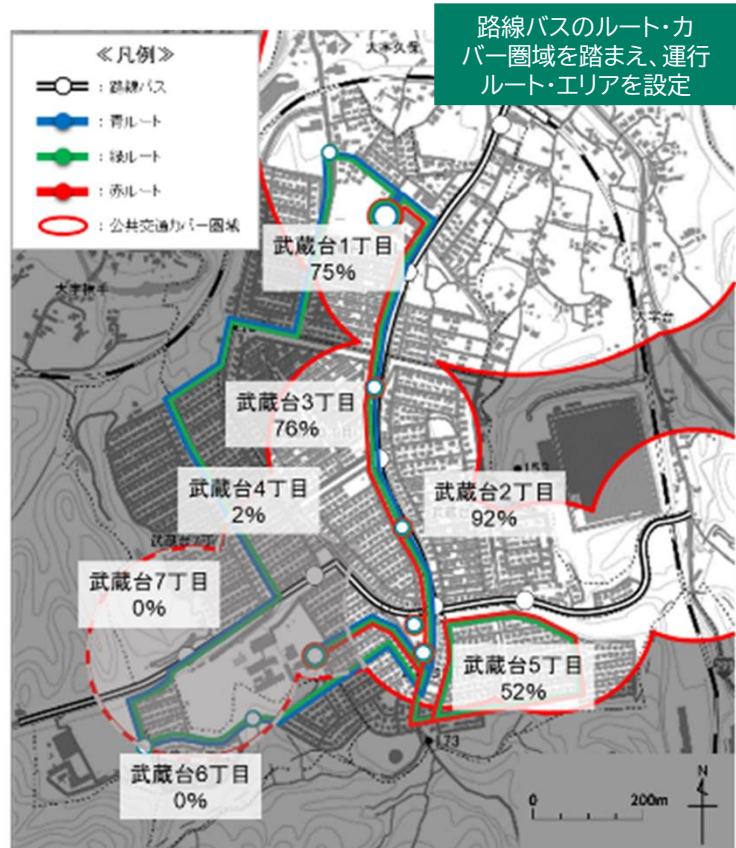 路線バスのルート・カ
バー圏域を踏まえ、運行
ルート・エリアを設定
≪凡例≫
：路線バス
：青ルート
：緑ルート
：赤ルート
：公共交通カバー圏域
武蔵台1丁目
75%
大字台
武蔵台3丁目
76%
153
武蔵台4丁目
2%
武蔵台2丁目
92%
武蔵台7丁目
0%
武蔵台5丁目
52%
173
武蔵台6丁目
0%
N
0 200m